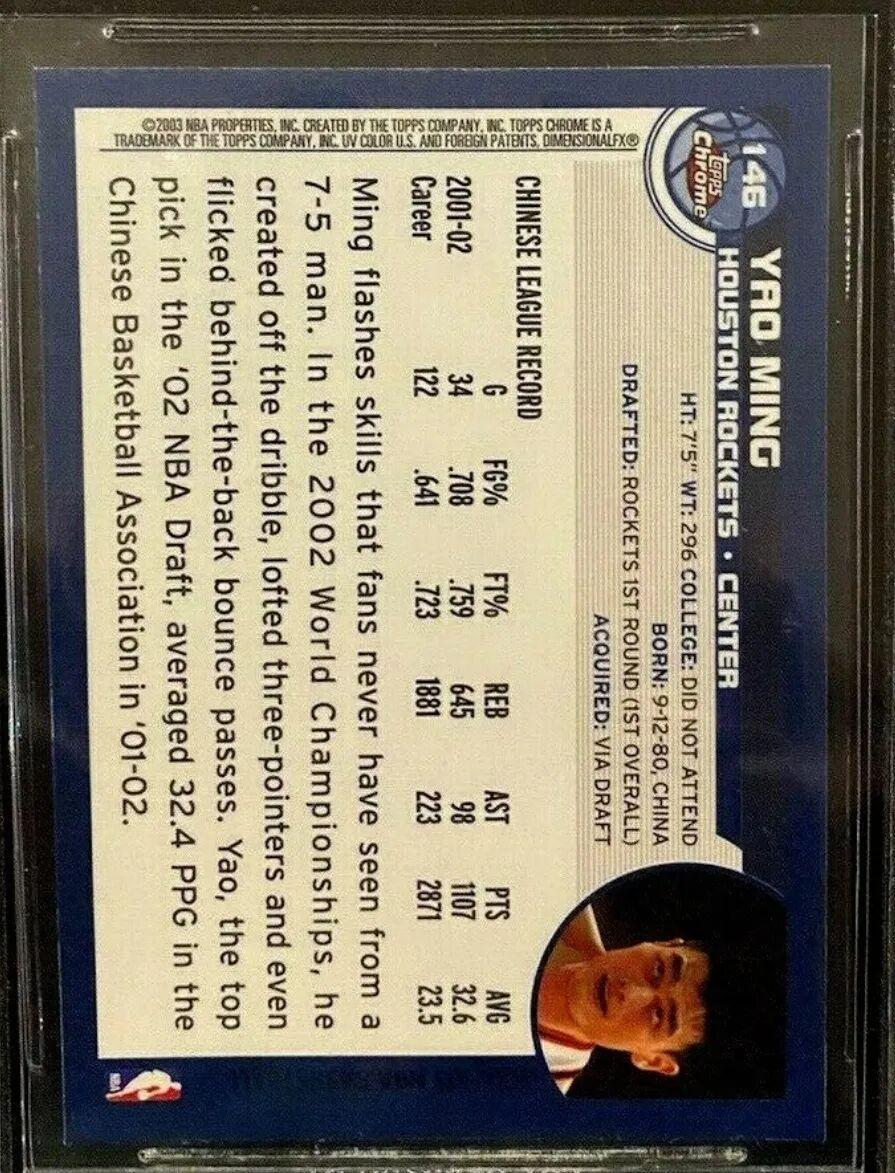 146
topps
Chrome
YAO MING
HOUSTON ROCKETS • CENTER
HT: 7'5" WT: 296 COLLEGE: DID NOT ATTEND
BORN: 9-12-80, CHINA
DRAFTED: ROCKETS 1ST ROUND (1ST OVERALL)
ACQUIRED: VIA DRAFT
CHINESE LEAGUE RECORD
G FG% FT% REB AST PTS AVG
2001-02 34 .708 .759 645 98 1107 32.6
Career 122 .641 .723 1881 223 2871 23.5
Ming flashes skills that fans never have seen from a
7-5 man. In the 2002 World Championships, he
created off the dribble, lofted three-pointers and even
flicked behind-the-back bounce passes. Yao, the top
pick in the '02 NBA Draft, averaged 32.4 PPG in the
Chinese Basketball Association in '01-02.
©2003 NBA PROPERTIES, INC. CREATED BY THE TOPPS COMPANY, INC. TOPPS CHROME IS A
TRADEMARK OF THE TOPPS COMPANY, INC. UV COLOR U.S. AND FOREIGN PATENTS. DIMENSIONALFX®
NBA